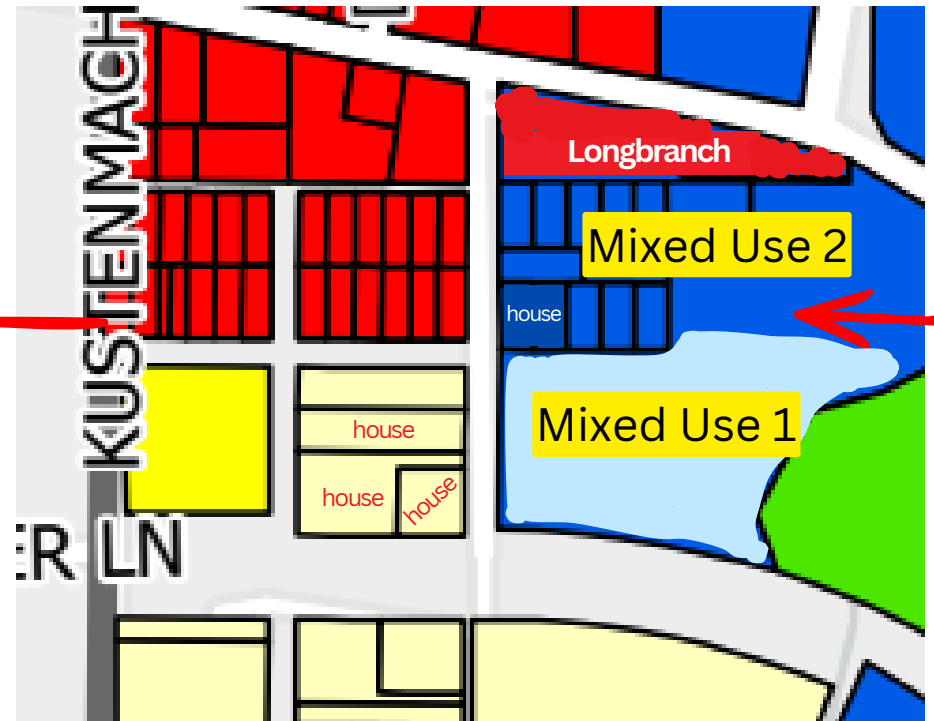 KUSTENMACH
Longbranch
Mixed Use 2
house
Mixed Use 1
house
house
house
ER LN